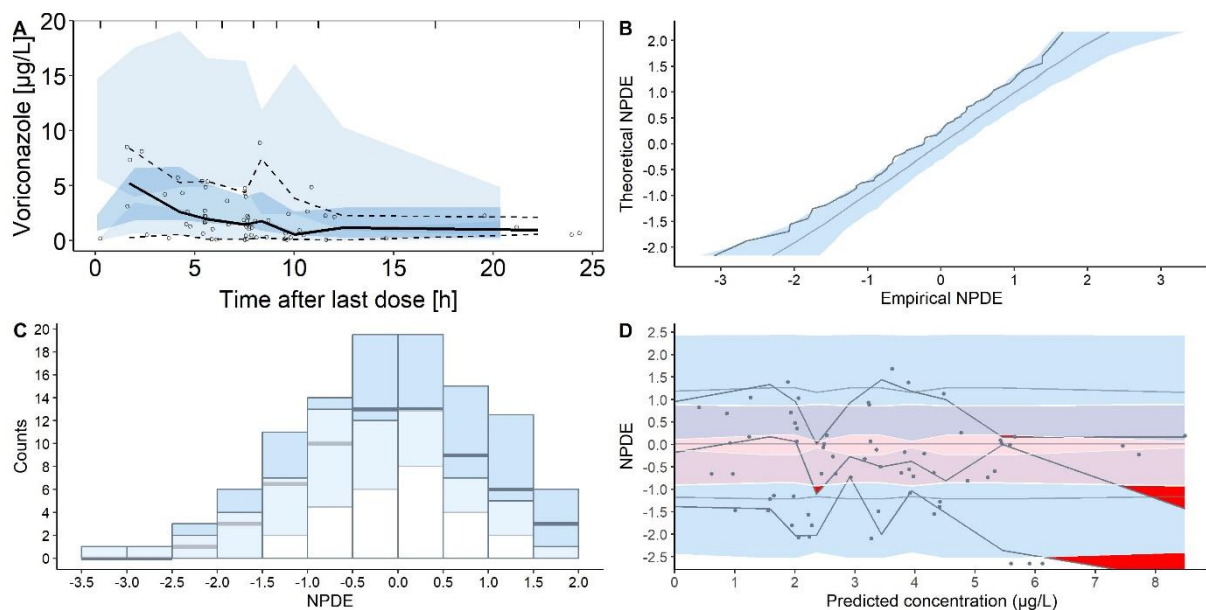 A
Voriconazole [µg/L]
20
15
10
5
0
0 5 10 15 20 25
Time after last dose [h]
B
Theoretical NPDE
2.0
1.5
1.0
0.5
0.0
-0.5
-1.0
-1.5
-2.0
-3 -2 -1 0 1 2 3
Empirical NPDE
C
Counts
20
18
16
14
12
10
8
6
4
2
0
-3.5 -3.0 -2.5 -2.0 -1.5 -1.0 -0.5 0.0 0.5 1.0 1.5 2.0
NPDE
D
NPDE
2.5
2.0
1.5
1.0
0.5
0.0
-0.5
-1.0
-1.5
-2.0
-2.5
0 1 2 3 4 5 6 7 8
Predicted concentration (µg/L)